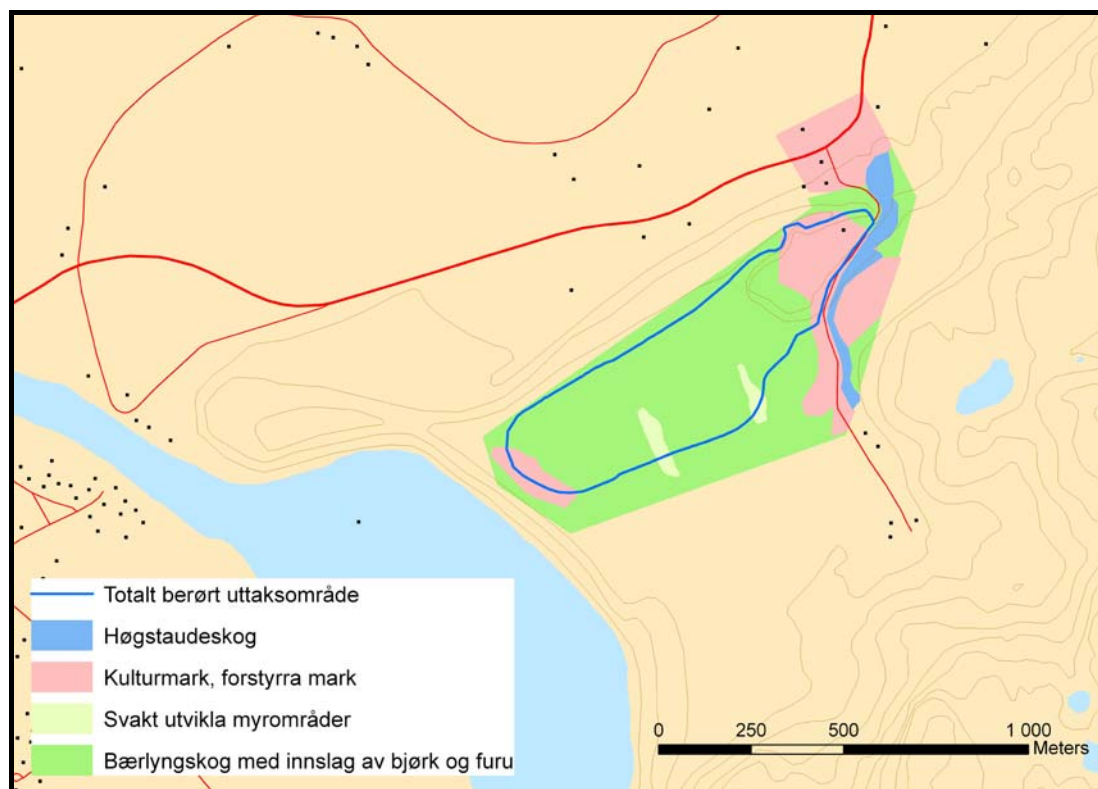 Totalt berørt uttaksområde
Høgstaudeskog
Kulturmark, forstyrra mark
Svakt utvikla myrområder
Bærlyngskog med innslag av bjørk og furu
0 250 500 1 000
Meters